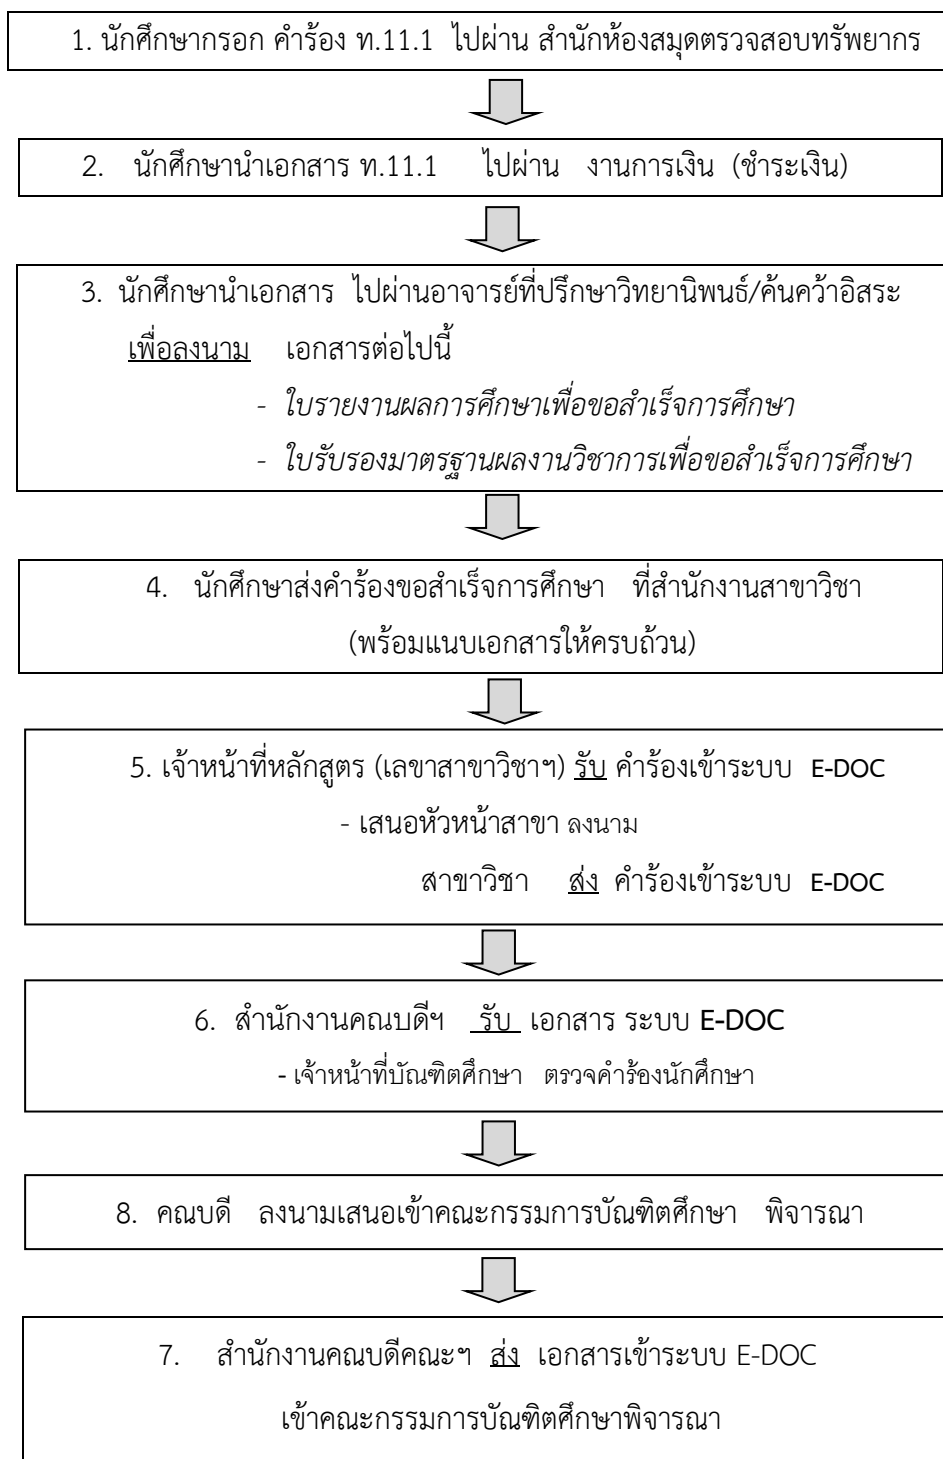 1. นักศึกษากรอก คำร้อง ท.11.1 ไปผ่าน สำนักห้องสมุดตรวจสอบทรัพยากร
2. นักศึกษานำเอกสาร ท.11.1 ไปผ่าน งานการเงิน (ชำระเงิน)
3. นักศึกษานำเอกสาร ไปผ่านอาจารย์ที่ปรึกษาวิทยานิพนธ์/ค้นคว้าอิสระ
เพื่อลงนาม เอกสารต่อไปนี้
- ใบรายงานผลการศึกษาเพื่อขอสำเร็จการศึกษา
- ใบรับรองมาตรฐานผลงานวิชาการเพื่อขอสำเร็จการศึกษา
4. นักศึกษาส่งคำร้องขอสำเร็จการศึกษา ที่สำนักงานสาขาวิชา
(พร้อมแนบเอกสารให้ครบถ้วน)
5. เจ้าหน้าที่หลักสูตร (เลขาสาขาวิชาฯ) รับ คำร้องเข้าระบบ E-DOC
- เสนอหัวหน้าสาขา ลงนาม
สาขาวิชา ส่ง คำร้องเข้าระบบ E-DOC
6. สำนักงานคณบดีฯ รับ เอกสาร ระบบ E-DOC
- เจ้าหน้าที่บัณฑิตศึกษา ตรวจคำร้องนักศึกษา
8. คณบดี ลงนามเสนอเข้าคณะกรรมการบัณฑิตศึกษา พิจารณา
7. สำนักงานคณบดีคณะฯ ส่ง เอกสารเข้าระบบ E-DOC
เข้าคณะกรรมการบัณฑิตศึกษาพิจารณา